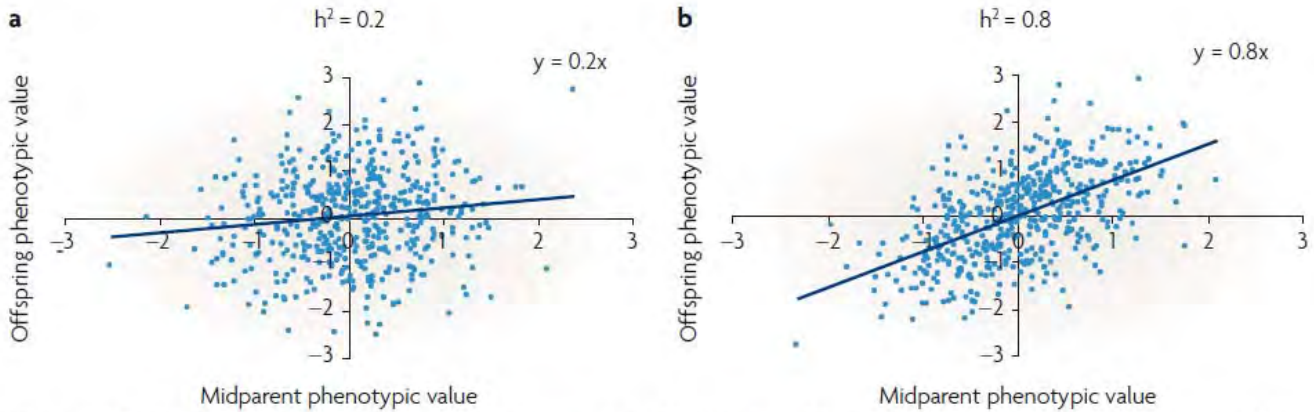 a
h² = 0.2
y = 0.2x
Offspring phenotypic value
3
2
1
0
–1
–2
–3
–3
–2
–1
0
1
2
3
Midparent phenotypic value
b
h² = 0.8
y = 0.8x
Offspring phenotypic value
3
2
1
0
–1
–2
–3
–3
–2
–1
0
1
2
3
Midparent phenotypic value